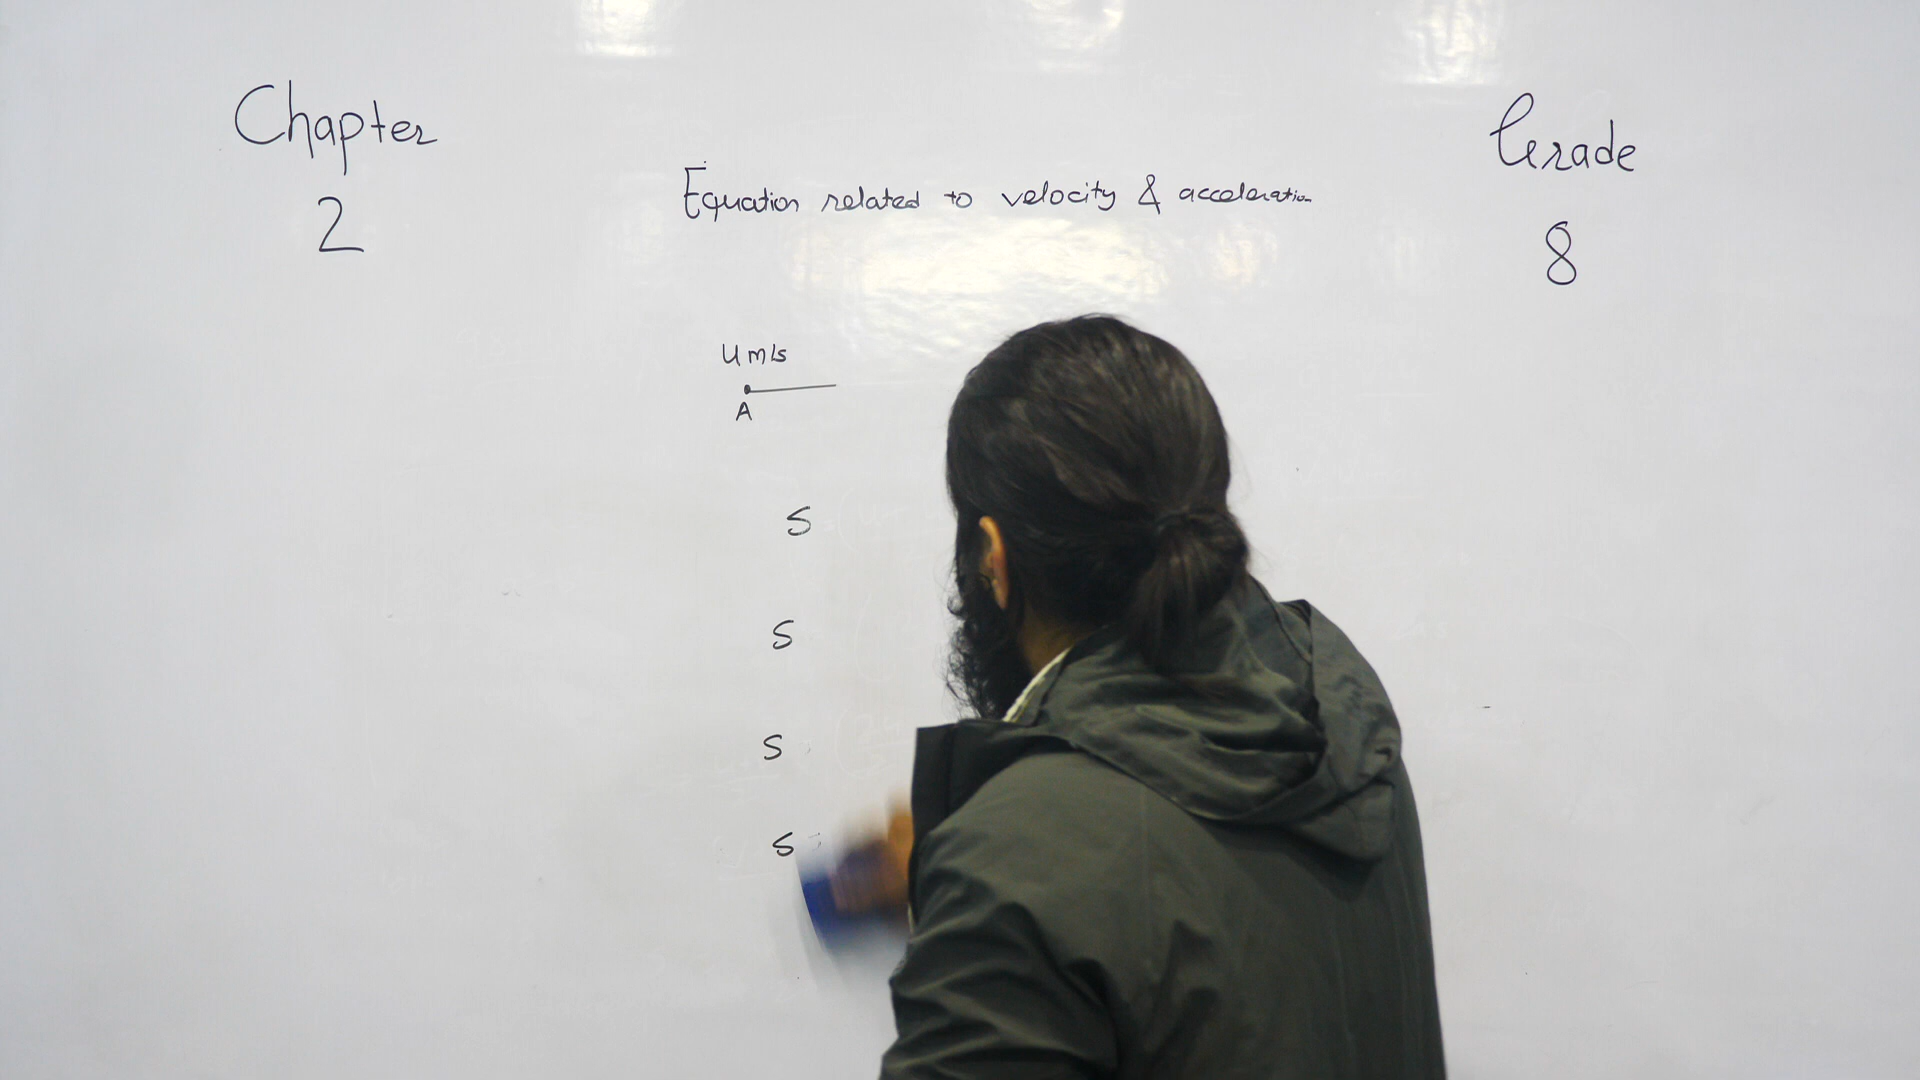 Chapter
2
Grade
8
Equation related to velocity & acceleration
u m/s
A
S
S
S
S